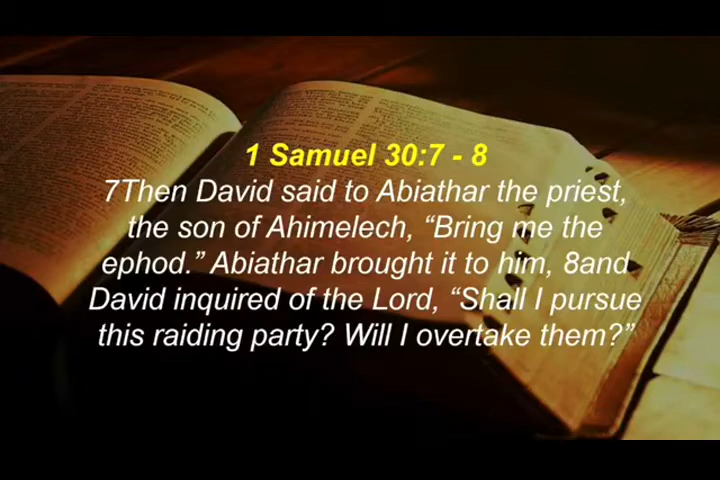 1 Samuel 30:7 - 8
7Then David said to Abiathar the priest,
the son of Ahimelech, “Bring me the
ephod.” Abiathar brought it to him, 8and
David inquired of the Lord, “Shall I pursue
this raiding party? Will I overtake them?”